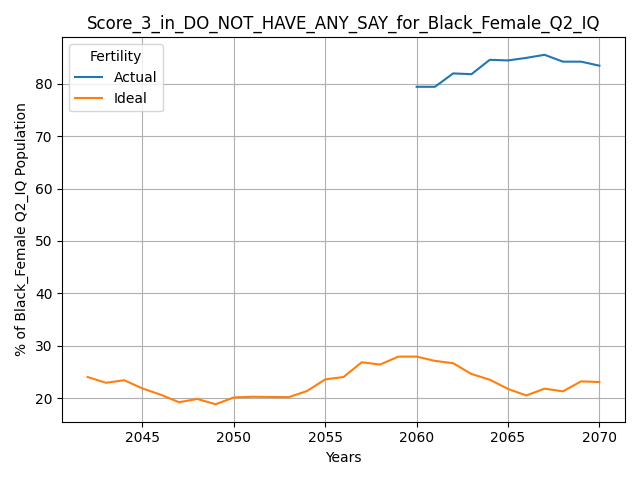 Score_3_in_DO_NOT_HAVE_ANY_SAY_for_Black_Female_Q2_IQ
Fertility
Actual
Ideal
% of Black_Female Q2_IQ Population
80
70
60
50
40
30
20
2045 2050 2055 2060 2065 2070
Years